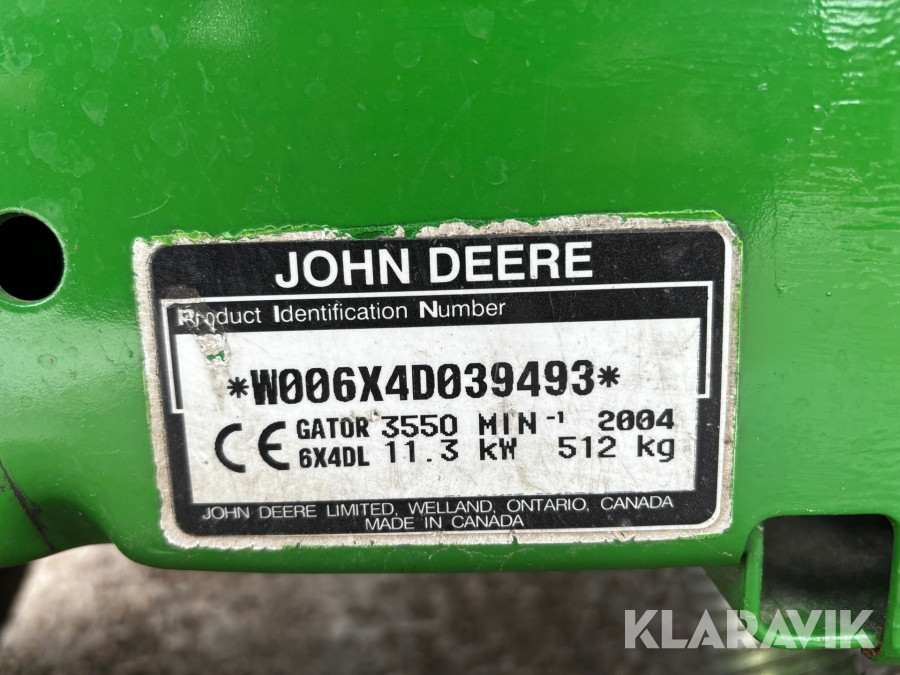 JOHN DEERE
Product Identification Number
*W006X4D039493*
CE GATOR 3550 MIN⁻¹ 2004
6X4DL 11.3 kW 512 kg
JOHN DEERE LIMITED, WELLAND, ONTARIO, CANADA
MADE IN CANADA
KLARAVIK